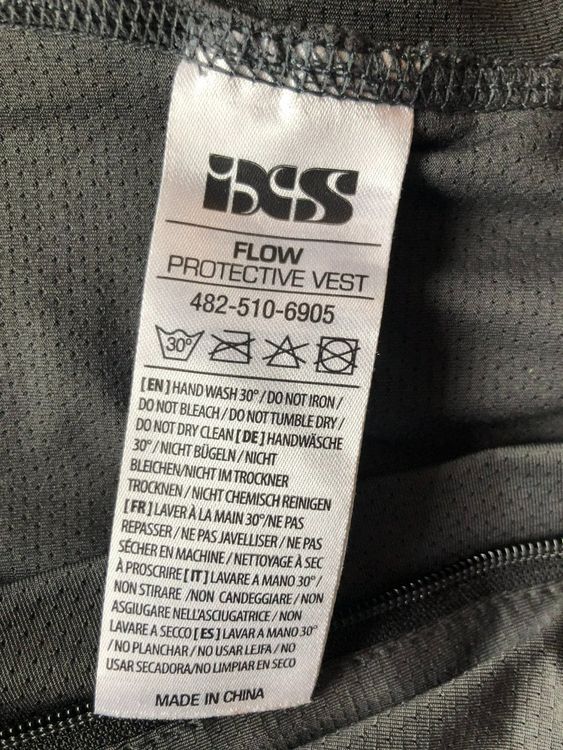 iXS
FLOW
PROTECTIVE VEST
482-510-6905
30°
[EN] HAND WASH 30° / DO NOT IRON /
DO NOT BLEACH / DO NOT TUMBLE DRY /
DO NOT DRY CLEAN [DE] HANDWÄSCHE
30° / NICHT BÜGELN / NICHT
BLEICHEN/NICHT IM TROCKNER
TROCKNEN / NICHT CHEMISCH REINIGEN
[FR] LAVER À LA MAIN 30°/NE PAS
REPASSER / NE PAS JAVELLISER / NE PAS
SÉCHER EN MACHINE / NETTOYAGE À SEC
À PROSCRIRE [IT] LAVARE A MANO 30° /
NON STIRARE /NON CANDEGGIARE / NON
ASGIUGARE NELL'ASCIUGATRICE / NON
LAVARE A SECCO [ES] LAVAR A MANO 30°
/ NO PLANCHAR / NO USAR LEJFA / NO
USAR SECADORA/NO LIMPIAR EN SECO
MADE IN CHINA